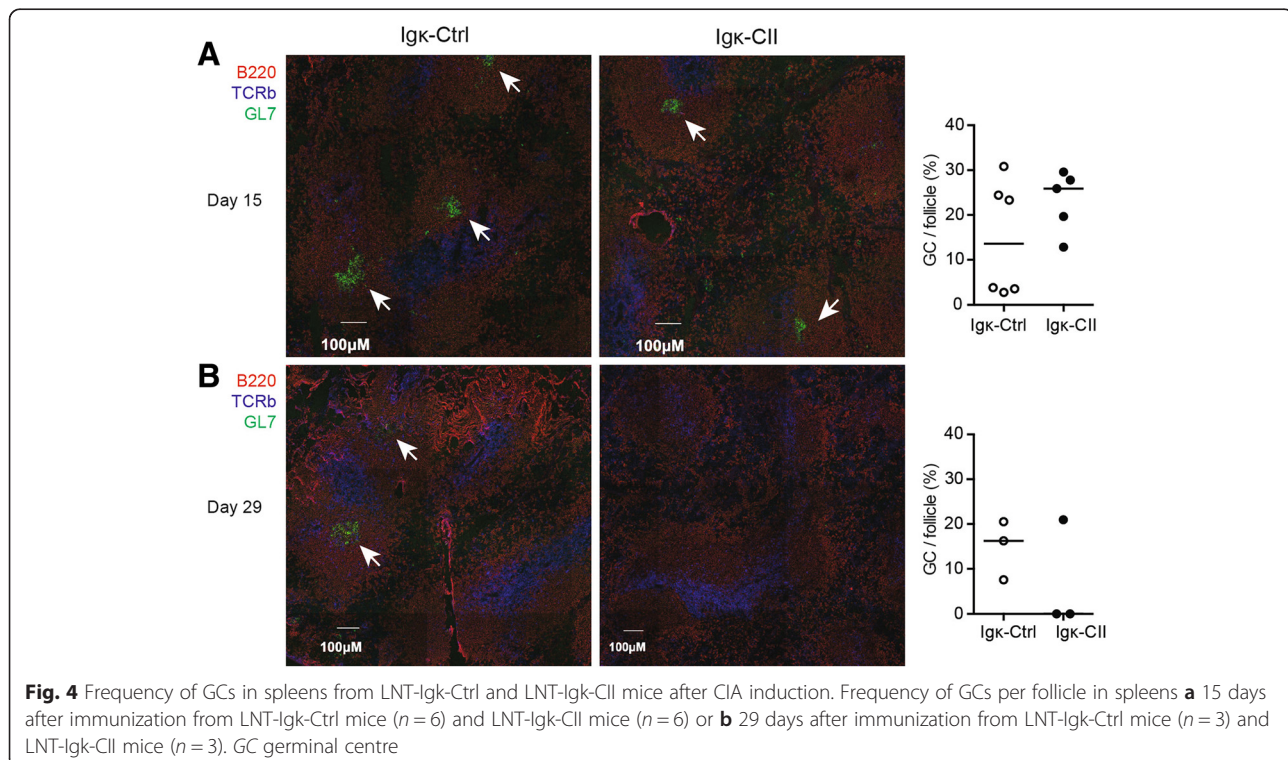 Igκ-Ctrl
Igκ-CII
A
B220
TCRb
GL7
Day 15
100µM
100µM
GC / follicle (%)
40
30
20
10
0
Igκ-Ctrl
Igκ-CII
B
B220
TCRb
GL7
Day 29
100µM
100µM
GC / follicle (%)
40
30
20
10
0
Igκ-Ctrl
Igκ-CII
Fig. 4 Frequency of GCs in spleens from LNT-Igk-Ctrl and LNT-Igk-CII mice after CIA induction. Frequency of GCs per follicle in spleens a 15 days
after immunization from LNT-Igk-Ctrl mice (n = 6) and LNT-Igk-CII mice (n = 6) or b 29 days after immunization from LNT-Igk-Ctrl mice (n = 3) and
LNT-Igk-CII mice (n = 3). GC germinal centre